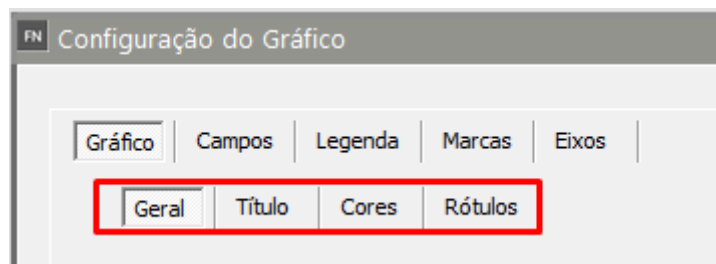 FN Configuração do Gráfico
Gráfico Campos Legenda Marcas Eixos
Geral Título Cores Rótulos